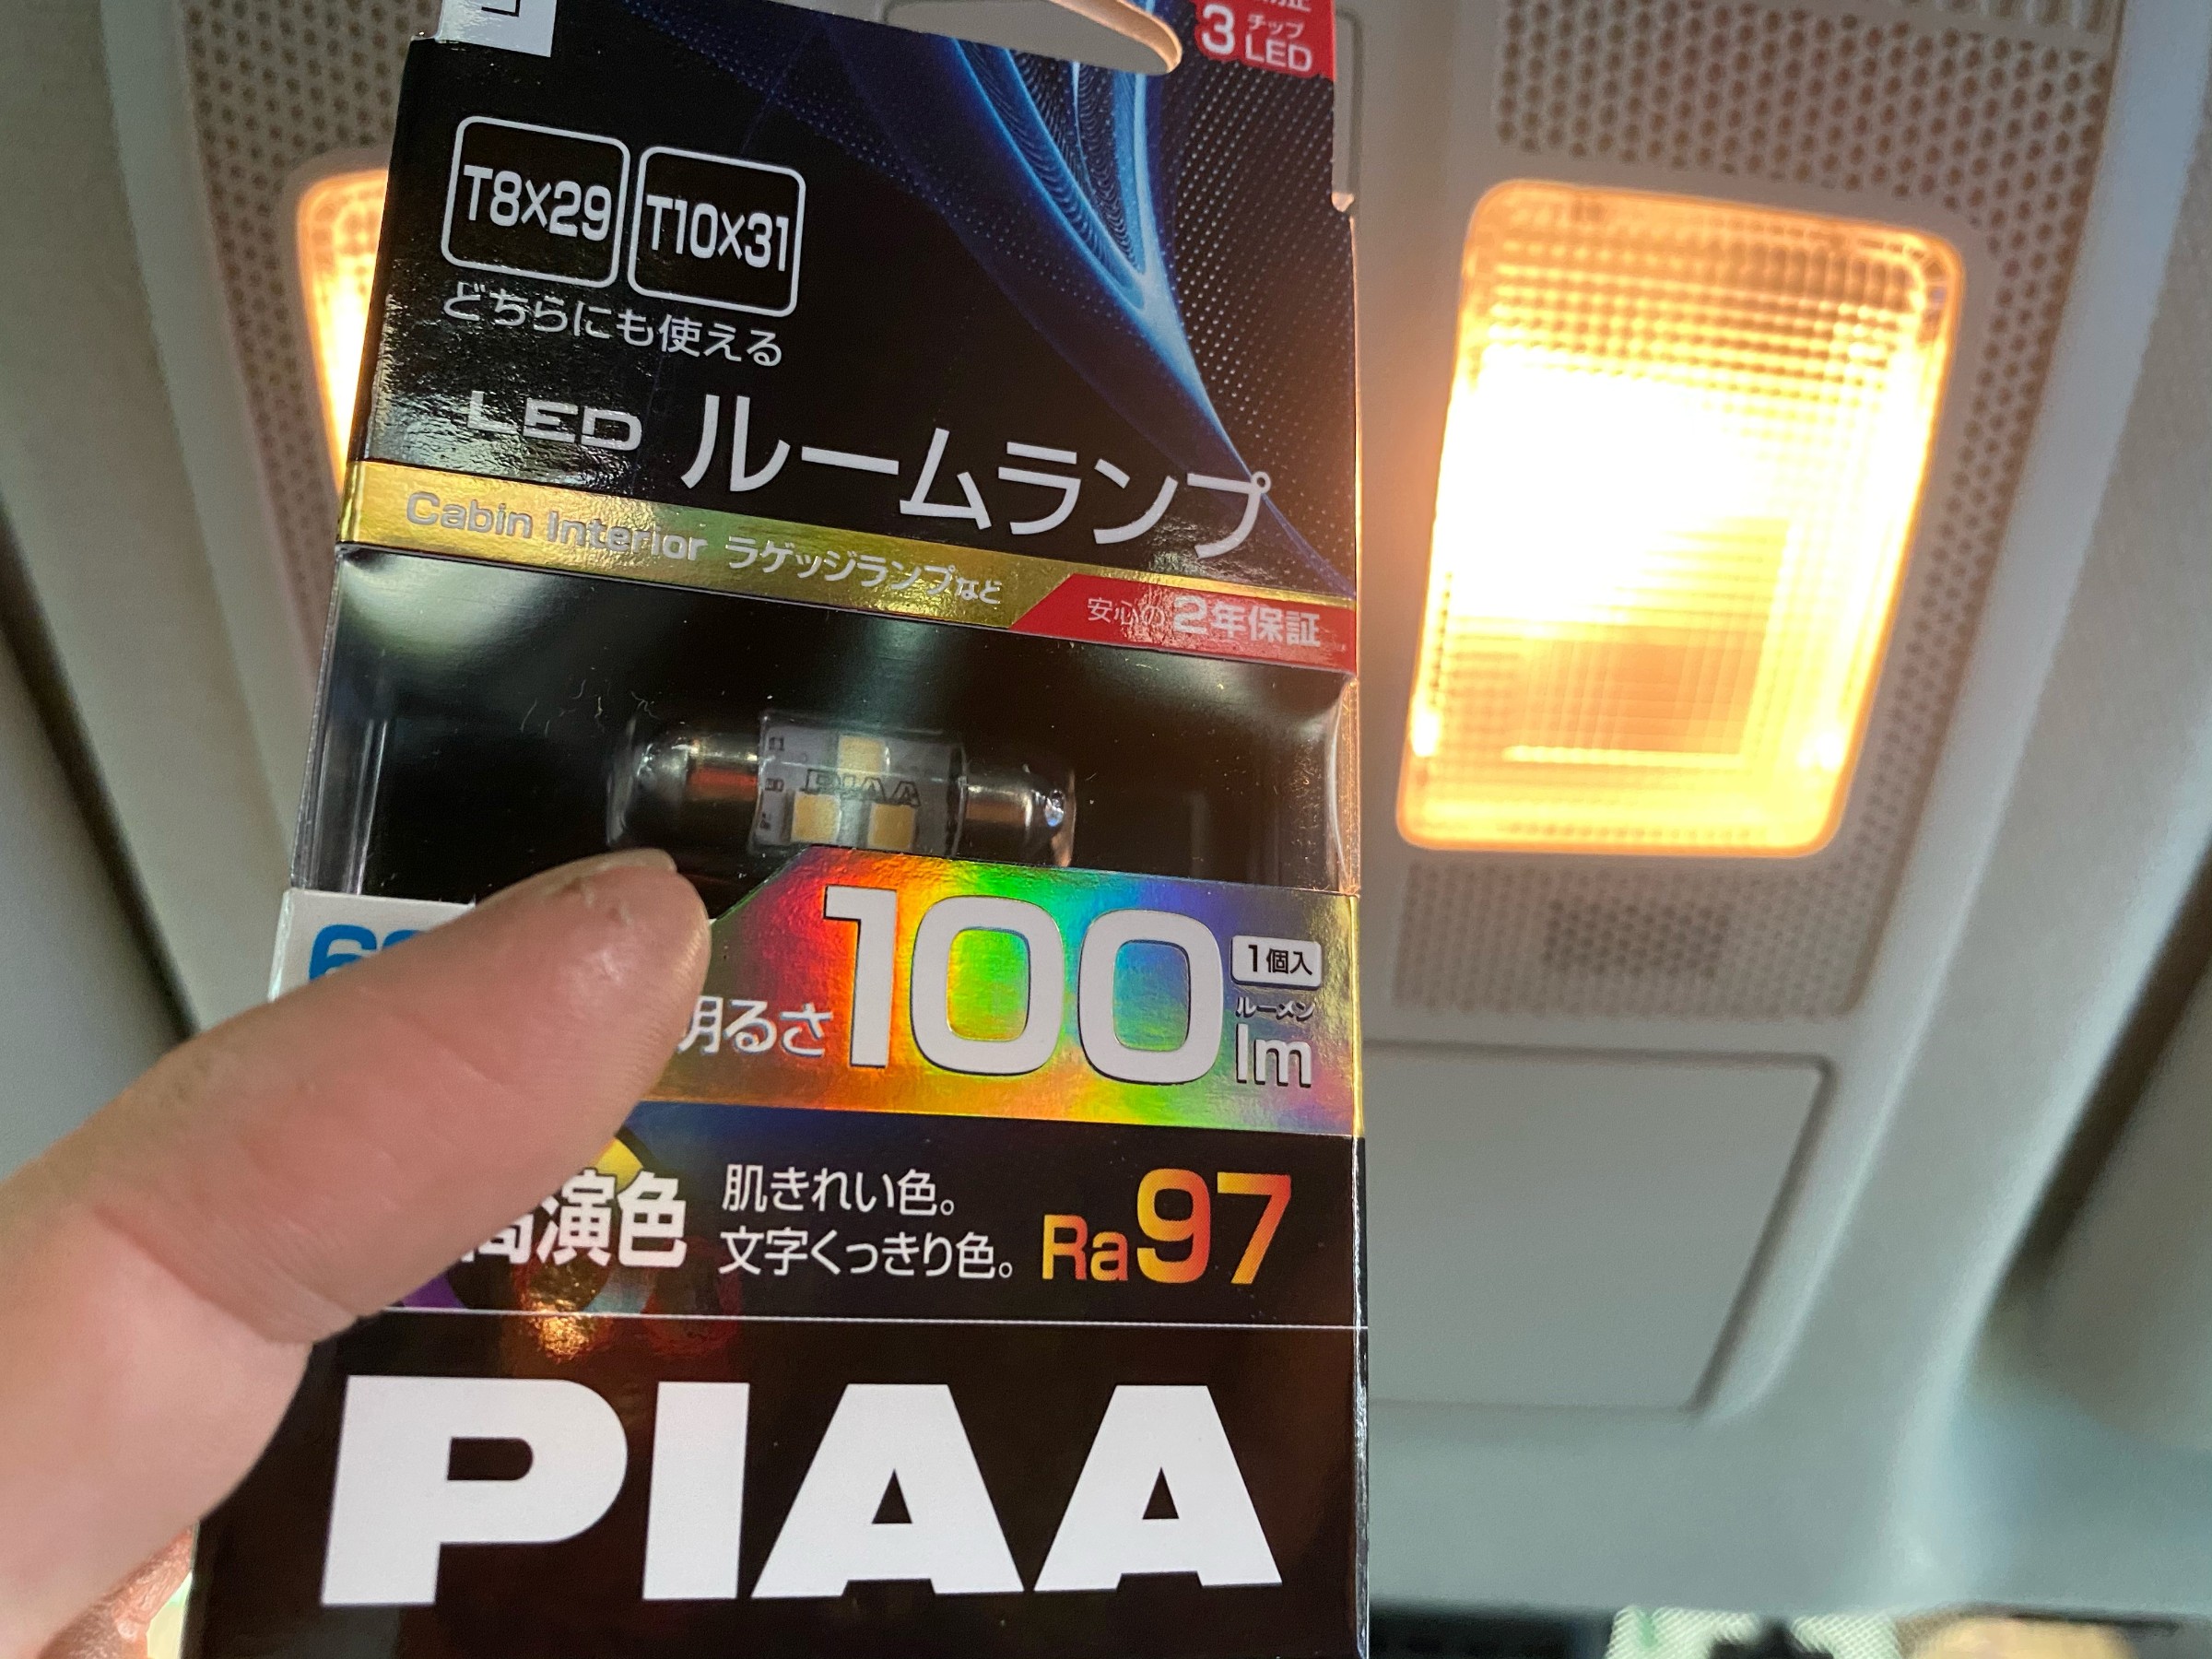 3 チップ
LED
T8×29 T10×31
どちらにも使える
LED ルームランプ
Cabin Interior ラゲッジランプなど
安心の 2年保証
PIAA
明るさ 100 ルーメン lm
1個入
高演色
肌きれい色。
文字くっきり色。
Ra97
PIAA